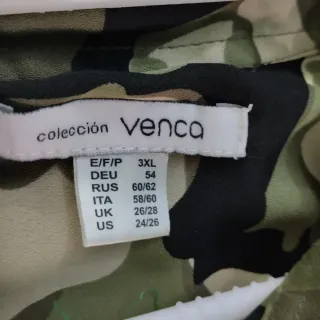 colección venca
E/F/P 3XL
DEU 54
RUS 60/62
ITA 58/60
UK 26/28
US 24/26